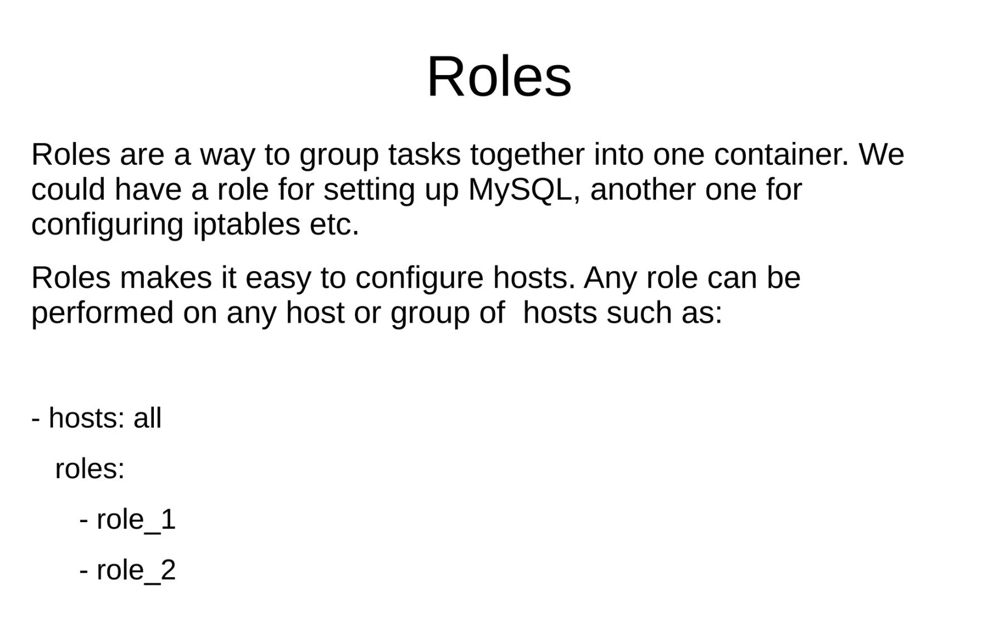 Roles
Roles are a way to group tasks together into one container. We
could have a role for setting up MySQL, another one for
configuring iptables etc.
Roles makes it easy to configure hosts. Any role can be
performed on any host or group of  hosts such as:
- hosts: all
roles:
- role_1
- role_2